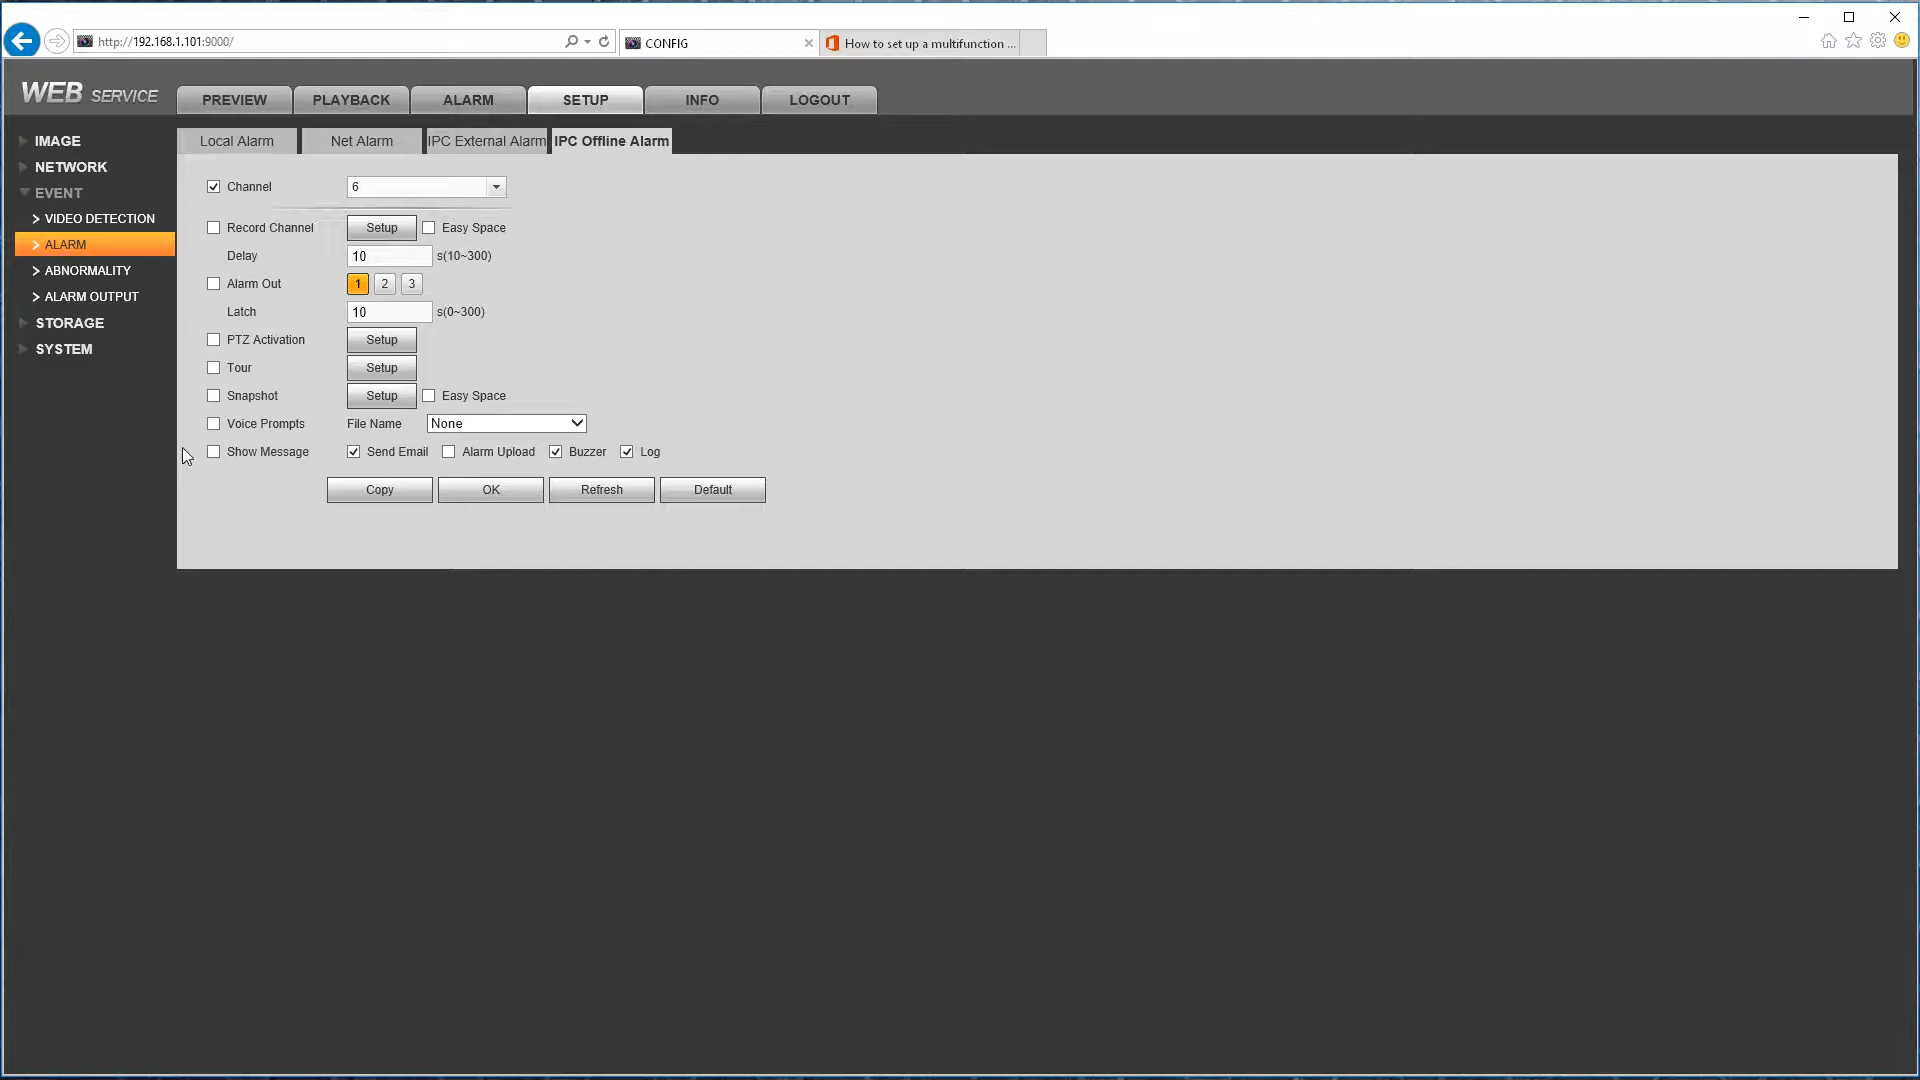 http://192.168.1.101:9000/
CONFIG
How to set up a multifunction ...
WEB SERVICE
PREVIEW
PLAYBACK
ALARM
SETUP
INFO
LOGOUT
IMAGE
NETWORK
EVENT
VIDEO DETECTION
ALARM
ABNORMALITY
ALARM OUTPUT
STORAGE
SYSTEM
Local Alarm
Net Alarm
IPC External Alarm
IPC Offline Alarm
Channel 6
Record Channel Setup Easy Space
Delay 10 s(10~300)
Alarm Out 1 2 3
Latch 10 s(0~300)
PTZ Activation Setup
Tour Setup
Snapshot Setup Easy Space
Voice Prompts File Name None
Show Message Send Email Alarm Upload Buzzer Log
Copy OK Refresh Default